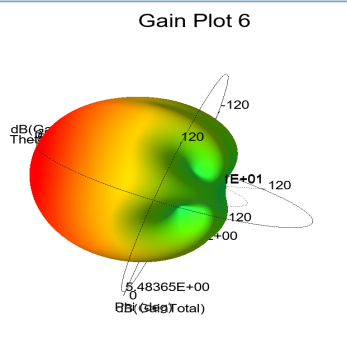 Gain Plot 6
-120
dB(Ga
120
1E+01
120
120
E+00
5.48365E+00
0
Phi (deg)
dB(GainTotal)